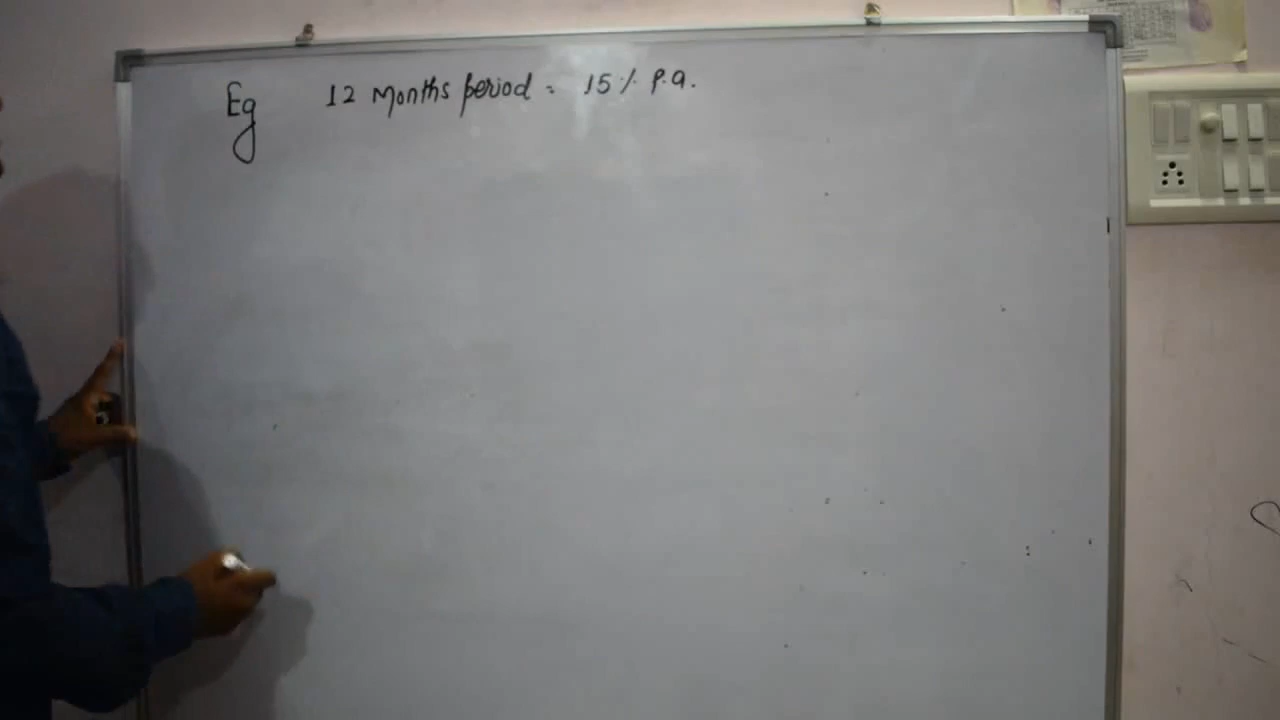 Eg 12 Months period = 15% P.a.